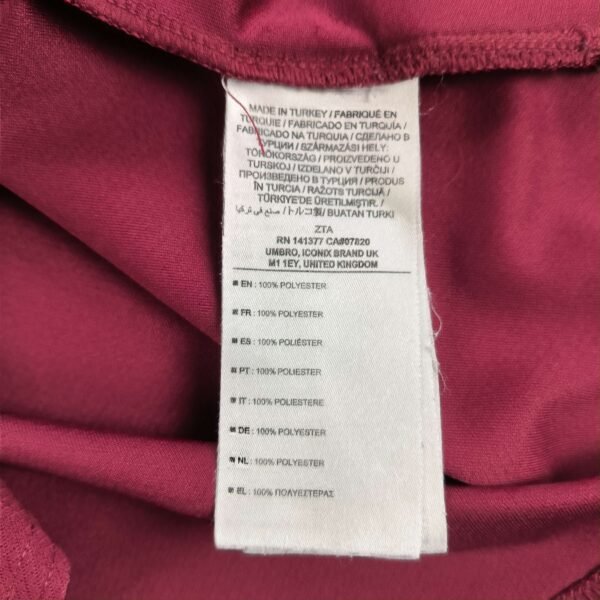 MADE IN TURKEY / FABRIQUÉ EN
TURQUIE / FABRICADO EN TURQUÍA /
FABRICADO NA TURQUIA / СДЕЛАНО В
ТУРЦИИ / SZÁRMAZÁSI HELY:
TÖRÖKORSZÁG / PROIZVEDENO U
TURSKOJ / IZDELANO V TURČIJI /
ПРОИЗВЕДЕНО В ТУРЦИЯ / PRODUS
ÎN TURCIA / RAŽOTS TURCIJĀ /
TÜRKİYE'DE ÜRETİLMİŞTİR.
صنع في تركيا / トルコ製 / BUATAN TURKI
ZTA
RN 141377 CA#07820
UMBRO, ICONIX BRAND UK
M1 1EY, UNITED KINGDOM
EN : 100% POLYESTER
FR : 100% POLYESTER
ES : 100% POLIÉSTER
PT : 100% POLIÉSTER
IT : 100% POLIESTERE
DE : 100% POLYESTER
NL : 100% POLYESTER
EL : 100% ΠΟΛΥΕΣΤΕΡΑΣ